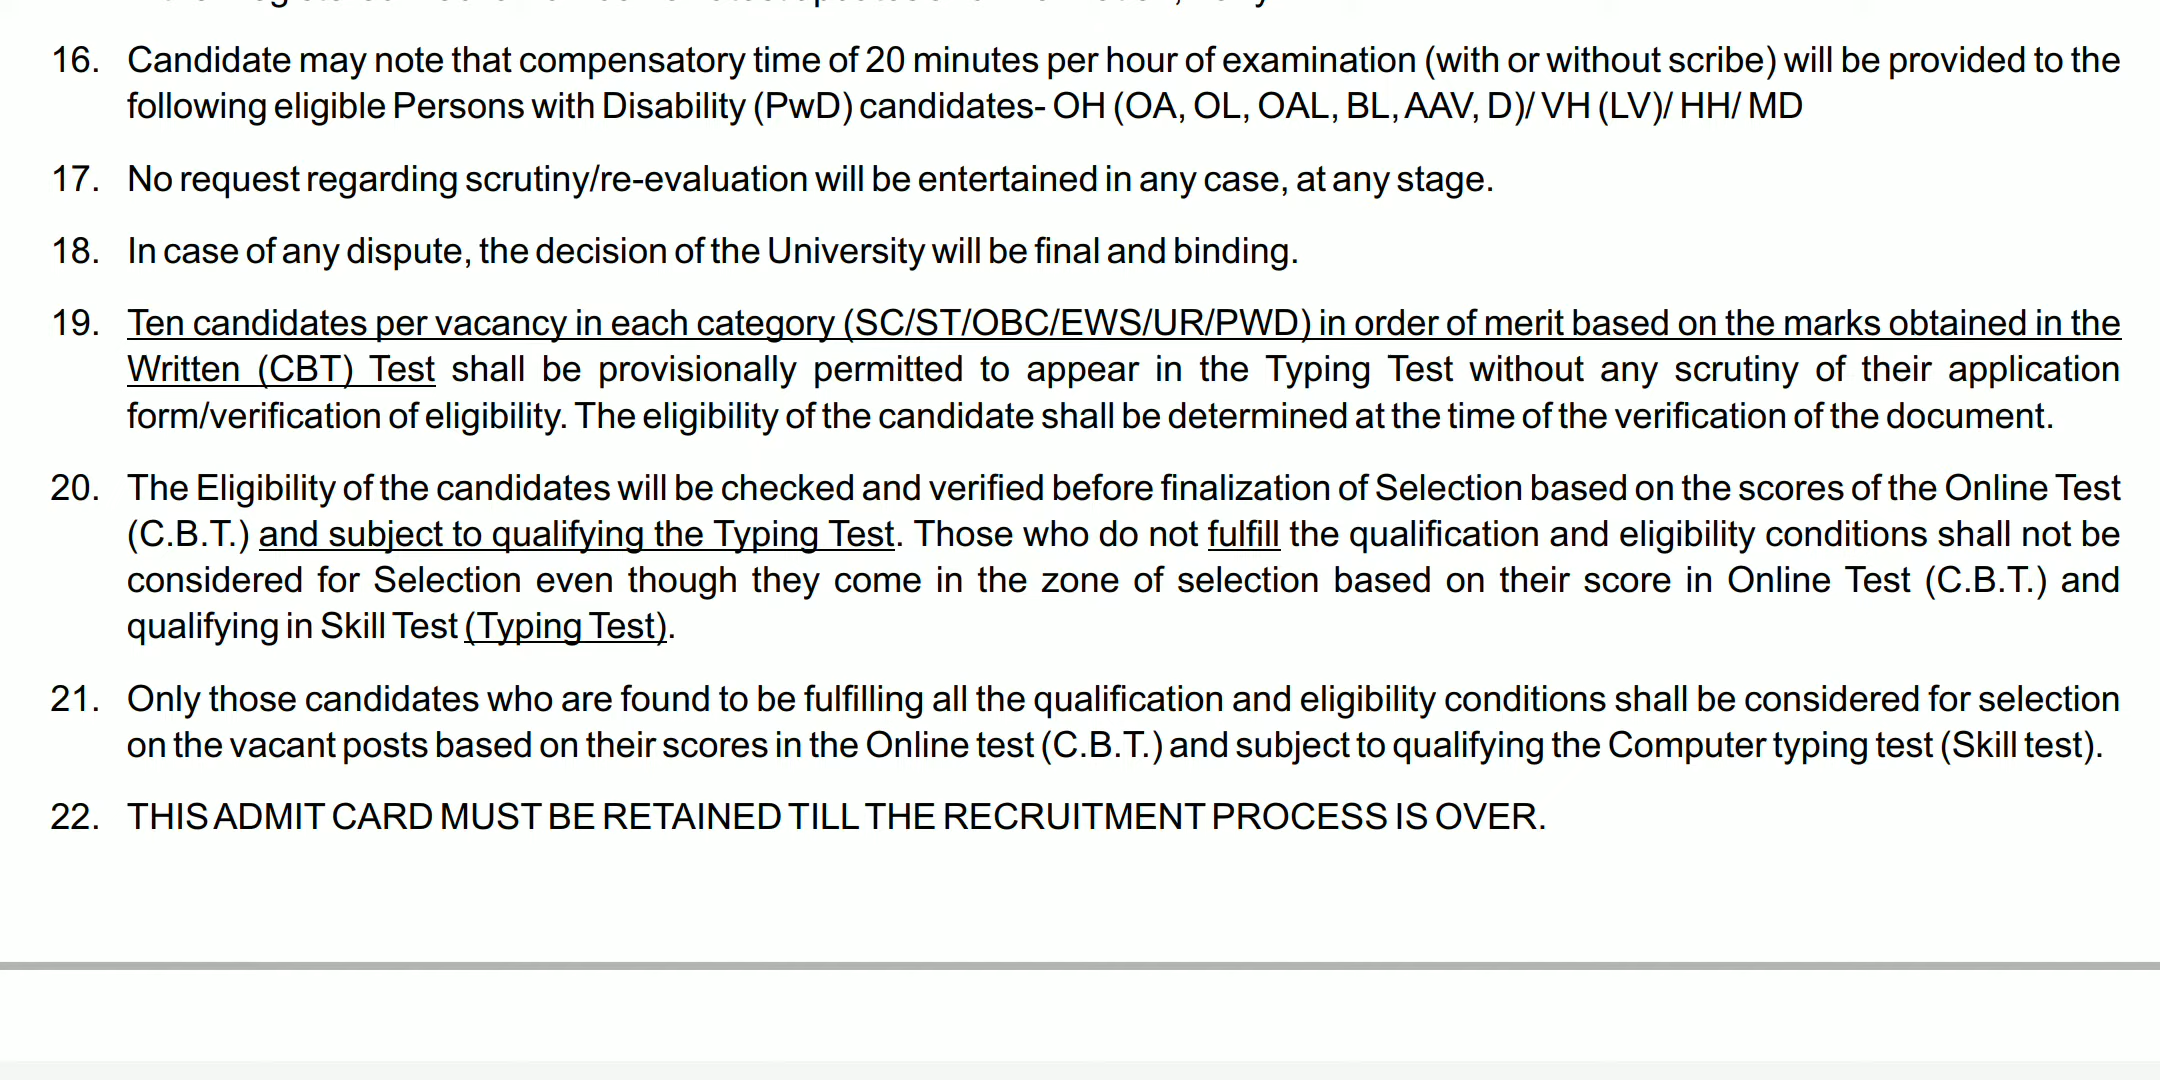 16. Candidate may note that compensatory time of 20 minutes per hour of examination (with or without scribe) will be provided to the
following eligible Persons with Disability (PwD) candidates- OH (OA, OL, OAL, BL, AAV, D)/ VH (LV)/ HH/ MD
17. No request regarding scrutiny/re-evaluation will be entertained in any case, at any stage.
18. In case of any dispute, the decision of the University will be final and binding.
19. Ten candidates per vacancy in each category (SC/ST/OBC/EWS/UR/PWD) in order of merit based on the marks obtained in the
Written (CBT) Test shall be provisionally permitted to appear in the Typing Test without any scrutiny of their application
form/verification of eligibility. The eligibility of the candidate shall be determined at the time of the verification of the document.
20. The Eligibility of the candidates will be checked and verified before finalization of Selection based on the scores of the Online Test
(C.B.T.) and subject to qualifying the Typing Test. Those who do not fulfill the qualification and eligibility conditions shall not be
considered for Selection even though they come in the zone of selection based on their score in Online Test (C.B.T.) and
qualifying in Skill Test (Typing Test).
21. Only those candidates who are found to be fulfilling all the qualification and eligibility conditions shall be considered for selection
on the vacant posts based on their scores in the Online test (C.B.T.) and subject to qualifying the Computer typing test (Skill test).
22. THIS ADMIT CARD MUST BE RETAINED TILL THE RECRUITMENT PROCESS IS OVER.